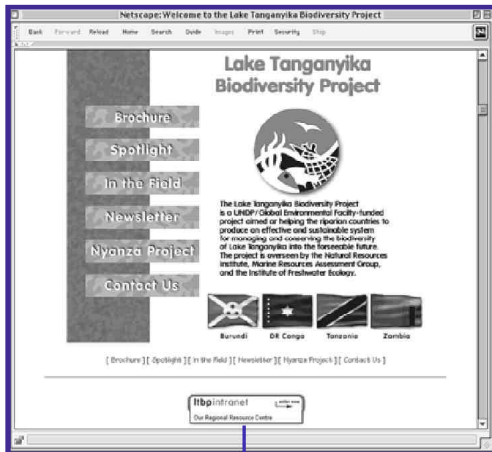 Netscape: Welcome to the Lake Tanganyika Biodiversity Project
Back Forward Reload Home Search Guide Images Print Security Stop
Lake Tanganyika
Biodiversity Project
Brochure
Spotlight
In the Field
Newsletter
Nyanza Project
Contact Us
The Lake Tanganyika Biodiversity Project
is a UNDP/Global Environmental Facility-funded
project aimed ar helping the riparion countries to
produce an effective and sustainable system
for managing and conserving the biodiversity
of Lake Tanganyika into the forseeable future.
The project is overseen by the Natural Resources
Institute, Marine Resources Assessment Group,
and the Institute of Freshwater Ecology.
Burundi DR Congo Tanzania Zambia
[ Brochure ] [ Spotlight ] [ In the Field ] [ Newsletter ] [ Nyanza Project ] [ Contact Us ]
ltbpintranet
Our Regional Resource Centre